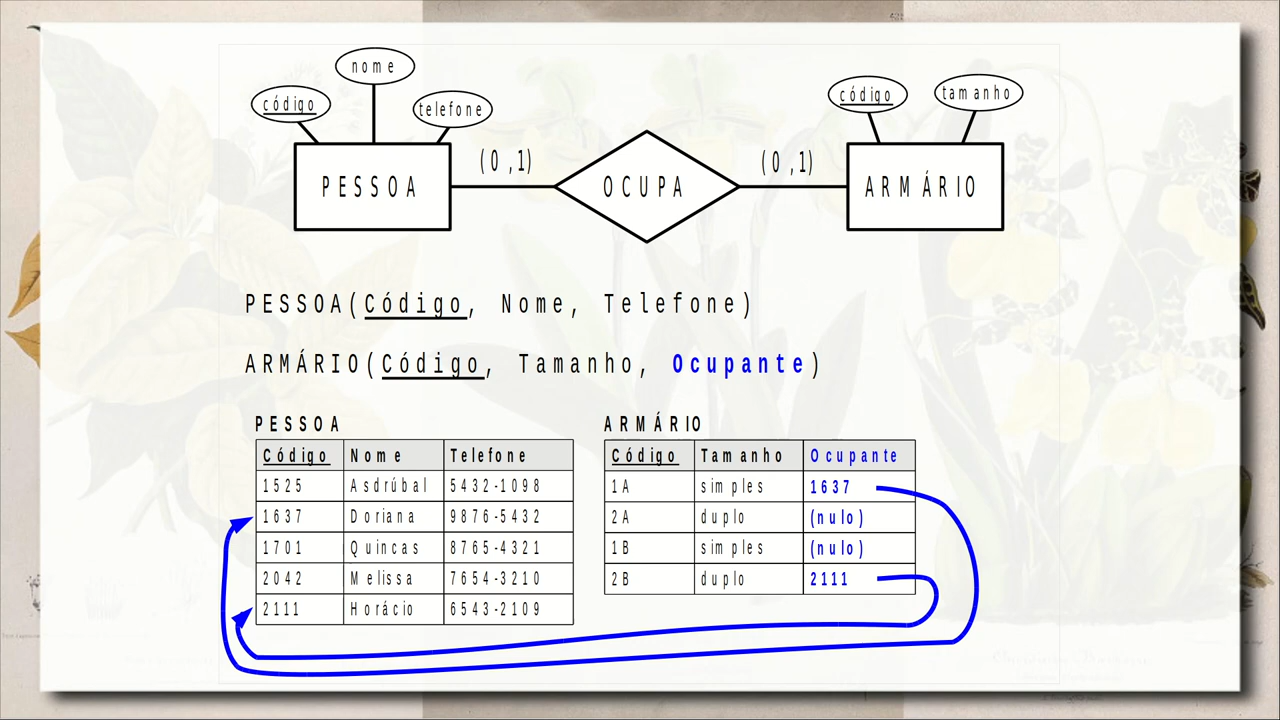 nome
código
telefone
código
tamanho
(0,1)
(0,1)
PESSOA
OCUPA
ARMÁRIO
PESSOA(Código, Nome, Telefone)
ARMÁRIO(Código, Tamanho, Ocupante)
PESSOA
Código Nome Telefone
1525 Asdrúbal 5432-1098
1637 Doriana 9876-5432
1701 Quincas 8765-4321
2042 Melissa 7654-3210
2111 Horácio 6543-2109
ARMÁRIO
Código Tamanho Ocupante
1A simples 1637
2A duplo (nulo)
1B simples (nulo)
2B duplo 2111